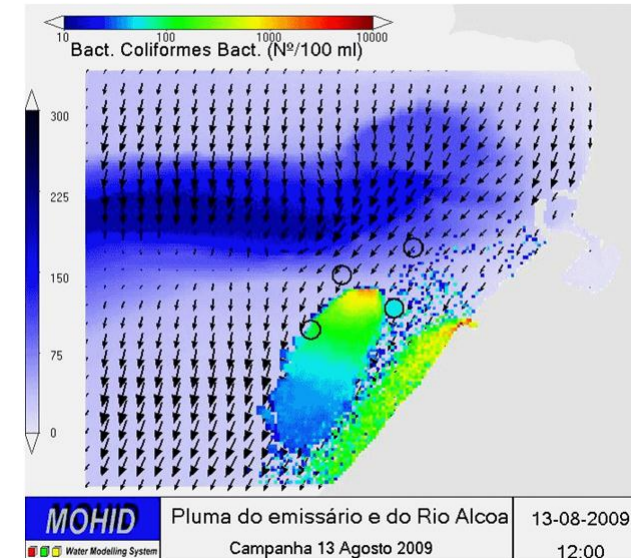 10 100 1000 10000
Bact. Coliformes Bact. (Nº/100 ml)
300
225
150
75
0
MOHID
Water Modelling System
Pluma do emissário e do Rio Alcoa
Campanha 13 Agosto 2009
13-08-2009
12:00